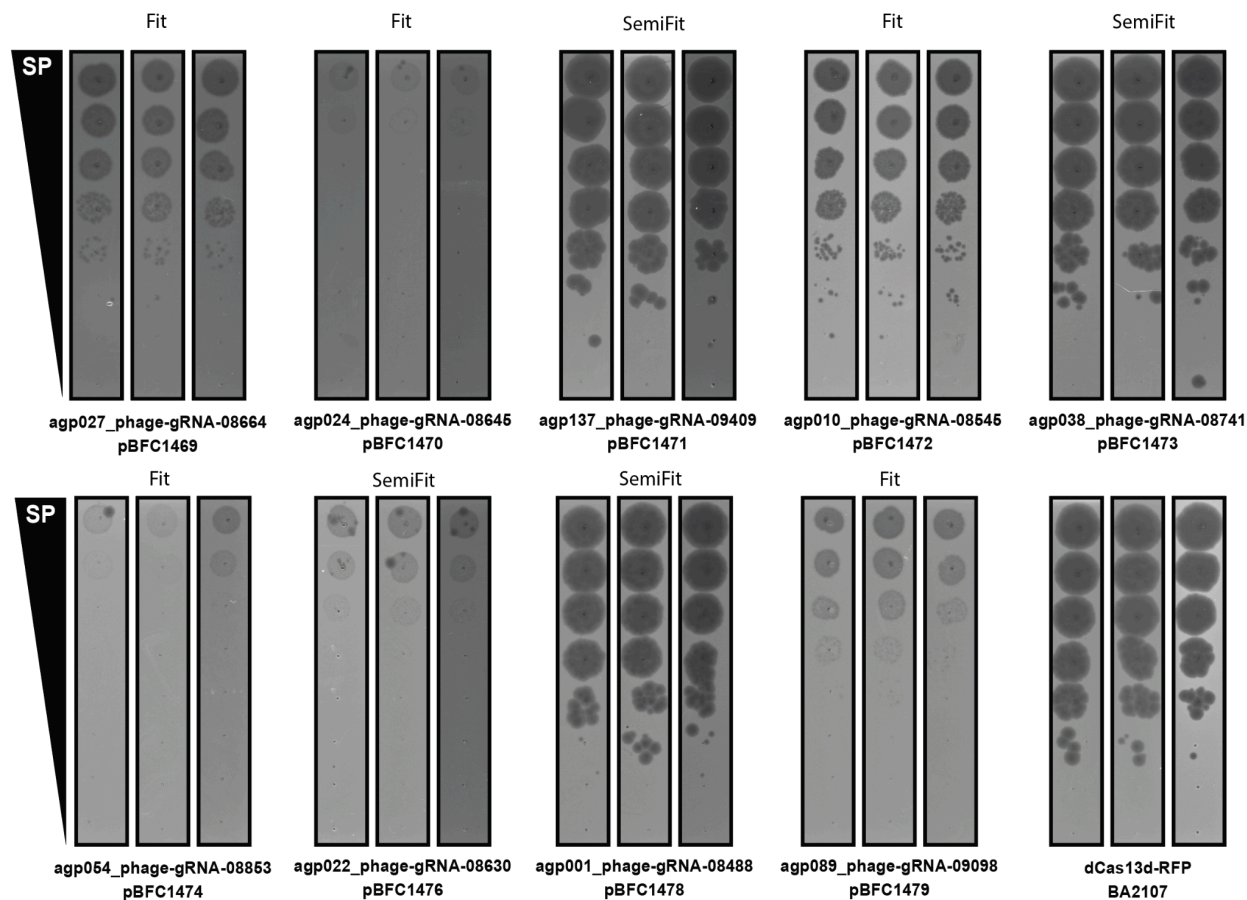 Fit
Fit
SemiFit
Fit
SemiFit
SP
agp027_phage-gRNA-08664
pBFC1469
agp024_phage-gRNA-08645
pBFC1470
agp137_phage-gRNA-09409
pBFC1471
agp010_phage-gRNA-08545
pBFC1472
agp038_phage-gRNA-08741
pBFC1473
Fit
SemiFit
SemiFit
Fit
SP
agp054_phage-gRNA-08853
pBFC1474
agp022_phage-gRNA-08630
pBFC1476
agp001_phage-gRNA-08488
pBFC1478
agp089_phage-gRNA-09098
pBFC1479
dCas13d-RFP
BA2107